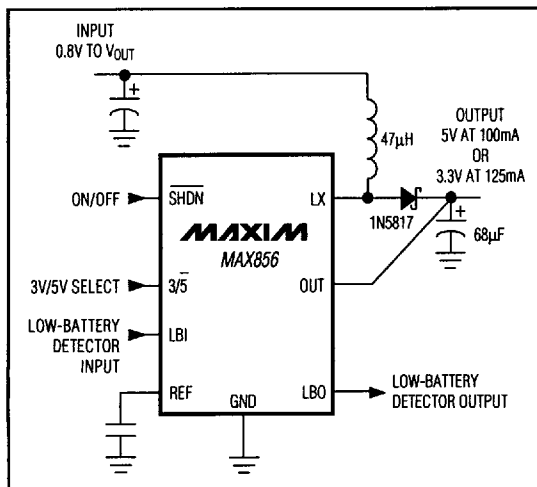 INPUT
0.8V TO VOUT
+
47µH
OUTPUT
5V AT 100mA
OR
3.3V AT 125mA
ON/OFF
SHDN
LX
1N5817
+
68µF
MAXIM
MAX856
3V/5V SELECT
3/5
OUT
LOW-BATTERY
DETECTOR
INPUT
LBI
REF
GND
LBO
LOW-BATTERY
DETECTOR OUTPUT